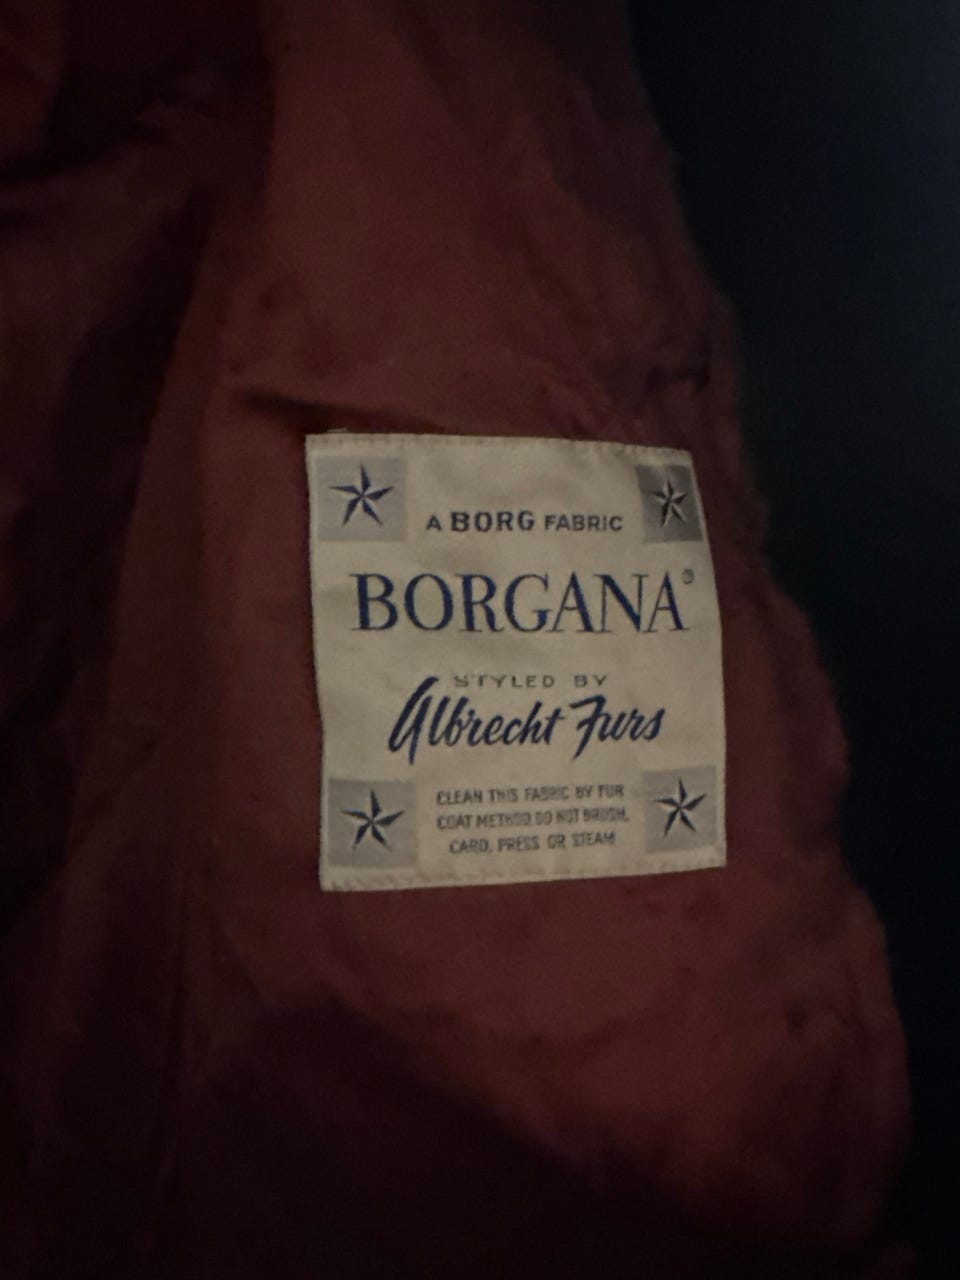 A BORG FABRIC
BORGANA®
STYLED BY
Albrecht Furs
CLEAN THIS FABRIC BY FUR
COAT METHOD. DO NOT BRUSH,
CARD, PRESS OR STEAM